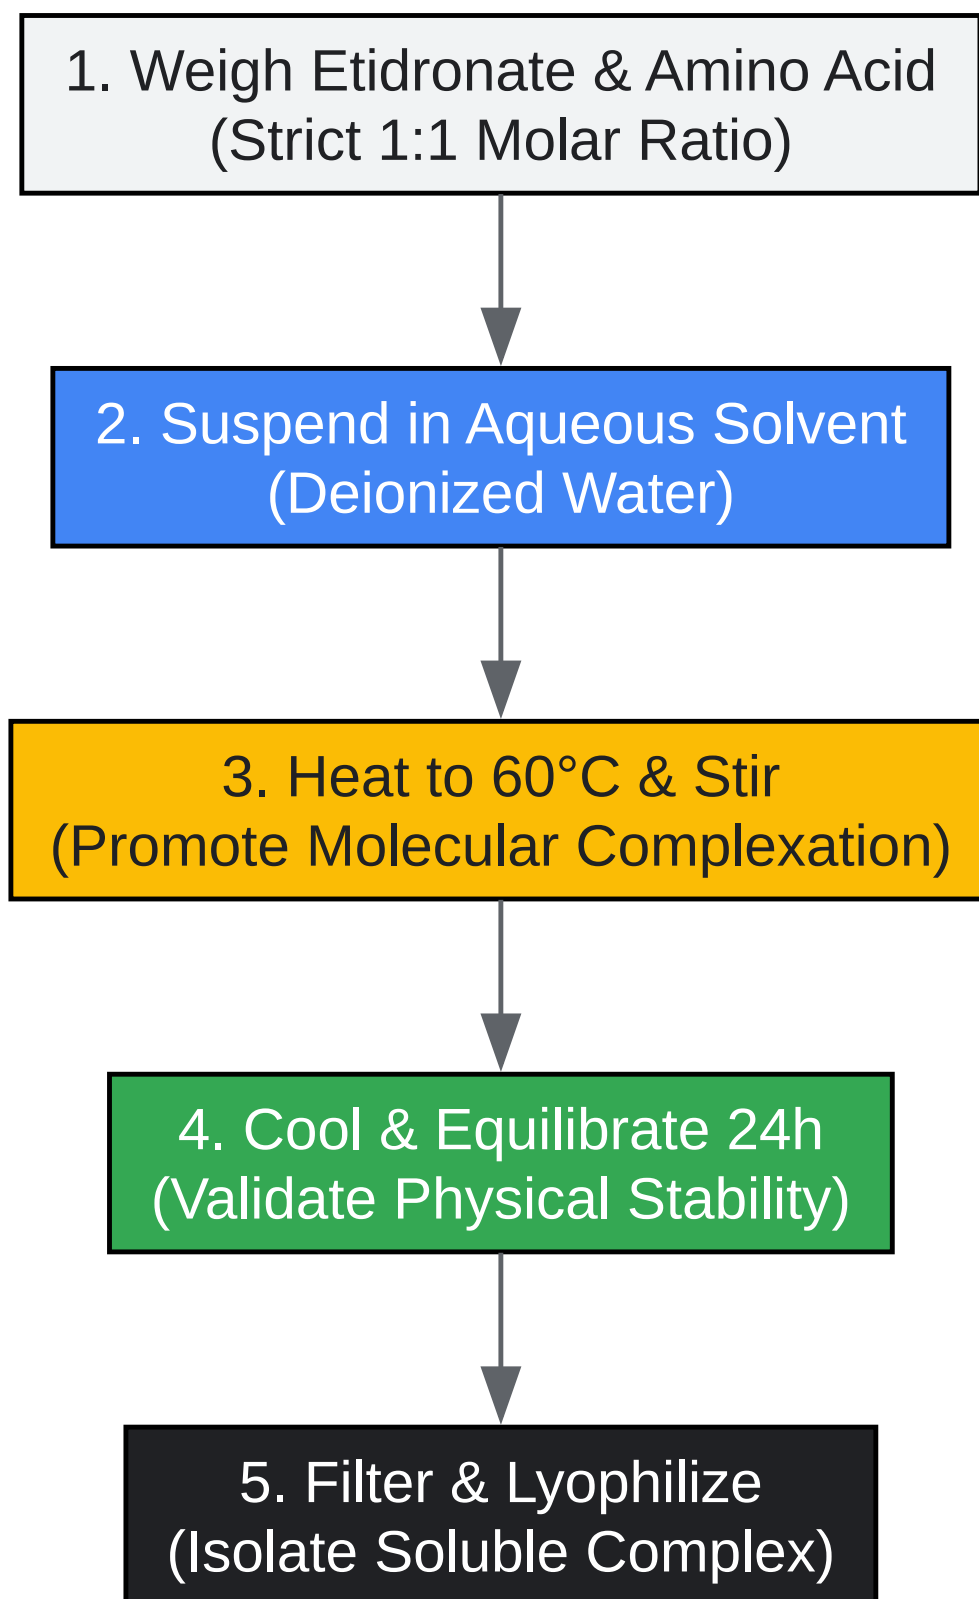 1. Weigh Etidronate & Amino Acid
(Strict 1:1 Molar Ratio)
2. Suspend in Aqueous Solvent
(Deionized Water)
3. Heat to 60°C & Stir
(Promote Molecular Complexation)
4. Cool & Equilibrate 24h
(Validate Physical Stability)
5. Filter & Lyophilize
(Isolate Soluble Complex)